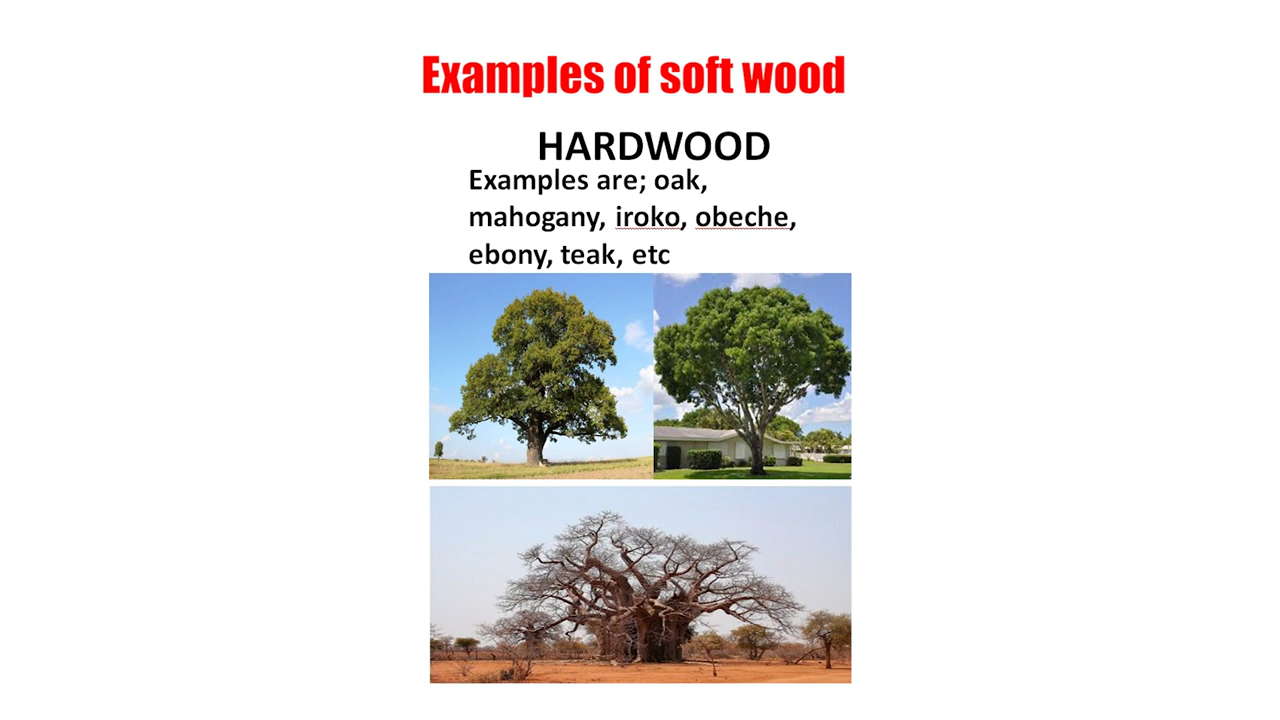 Examples of soft wood
HARDWOOD
Examples are; oak,
mahogany, iroko, obeche,
ebony, teak, etc